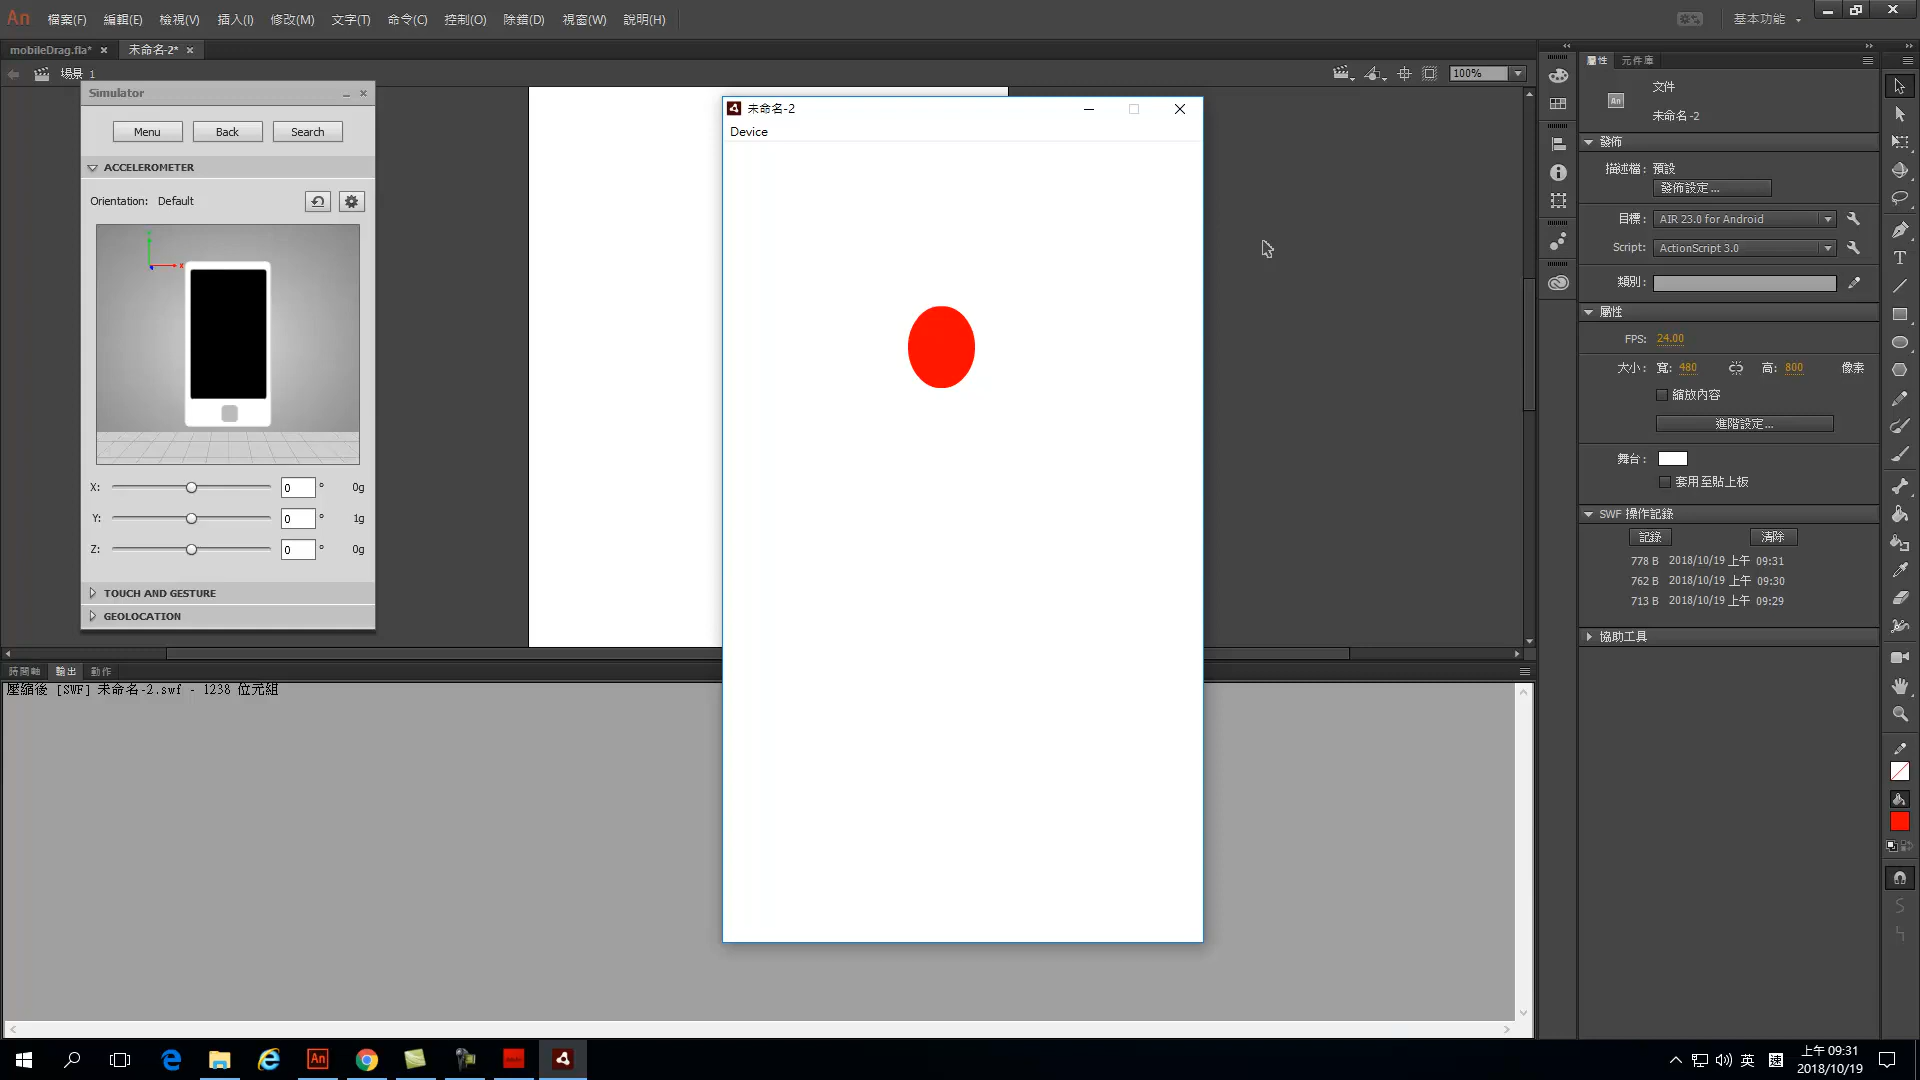 An 檔案(F) 編輯(E) 檢視(V) 插入(I) 修改(M) 文字(T) 命令(C) 控制(O) 除錯(D) 視窗(W) 說明(H) 基本功能
mobileDrag.fla* × 未命名-2* ×
場景 1 100%
Simulator
Menu Back Search
ACCELEROMETER
Orientation: Default
Y
X
X: 0 ° 0g
Y: 0 ° 1g
Z: 0 ° 0g
TOUCH AND GESTURE
GEOLOCATION
未命名-2
Device
時間軸 輸出 動作
壓縮後 [SWF] 未命名-2.swf - 1238 位元組
屬性 元件庫
An 文件
未命名-2
發佈
描述檔: 預設
發佈設定...
目標: AIR 23.0 for Android
Script: ActionScript 3.0
類別:
屬性
FPS: 24.00
大小: 寬: 480 高: 800 像素
縮放內容
進階設定...
舞台:
套用至貼上板
SWF 操作記錄
記錄 清除
778 B 2018/10/19 上午 09:31
762 B 2018/10/19 上午 09:30
713 B 2018/10/19 上午 09:29
協助工具
An
英
上午 09:31
2018/10/19